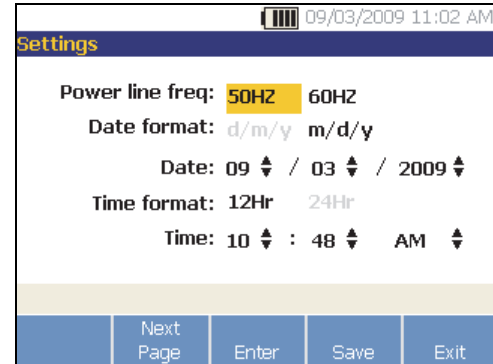 09/03/2009 11:02 AM
Settings
Power line freq: 50HZ 60HZ
Date format: d/m/y m/d/y
Date: 09 / 03 / 2009
Time format: 12Hr 24Hr
Time: 10 : 48 AM
Next Page
Enter
Save
Exit